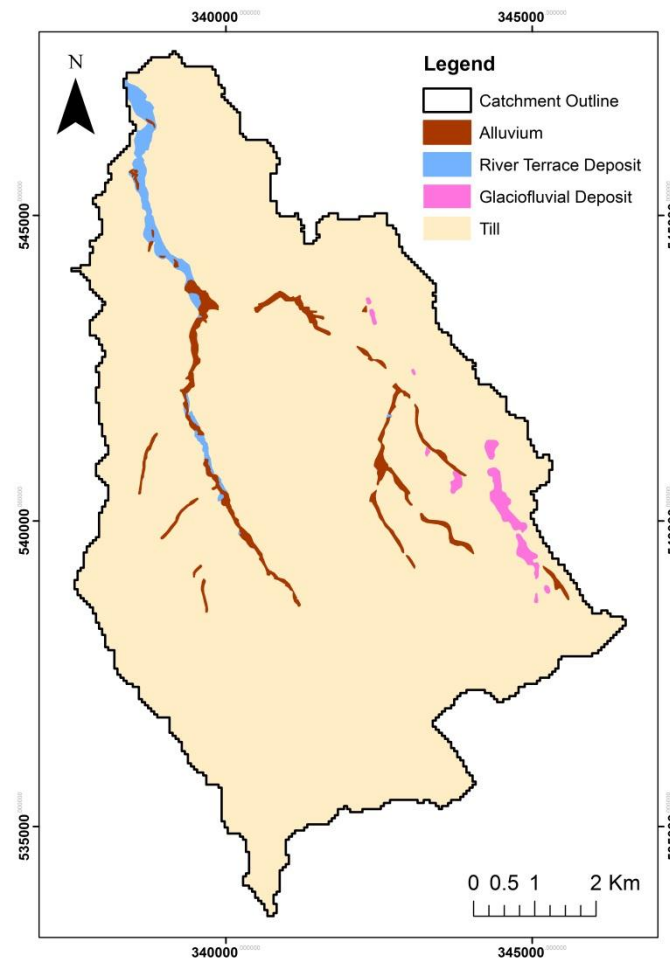 340000
345000
N
Legend
Catchment Outline
Alluvium
River Terrace Deposit
Glaciofluvial Deposit
Till
545000
540000
535000
0 0.5 1 2 Km
340000
345000